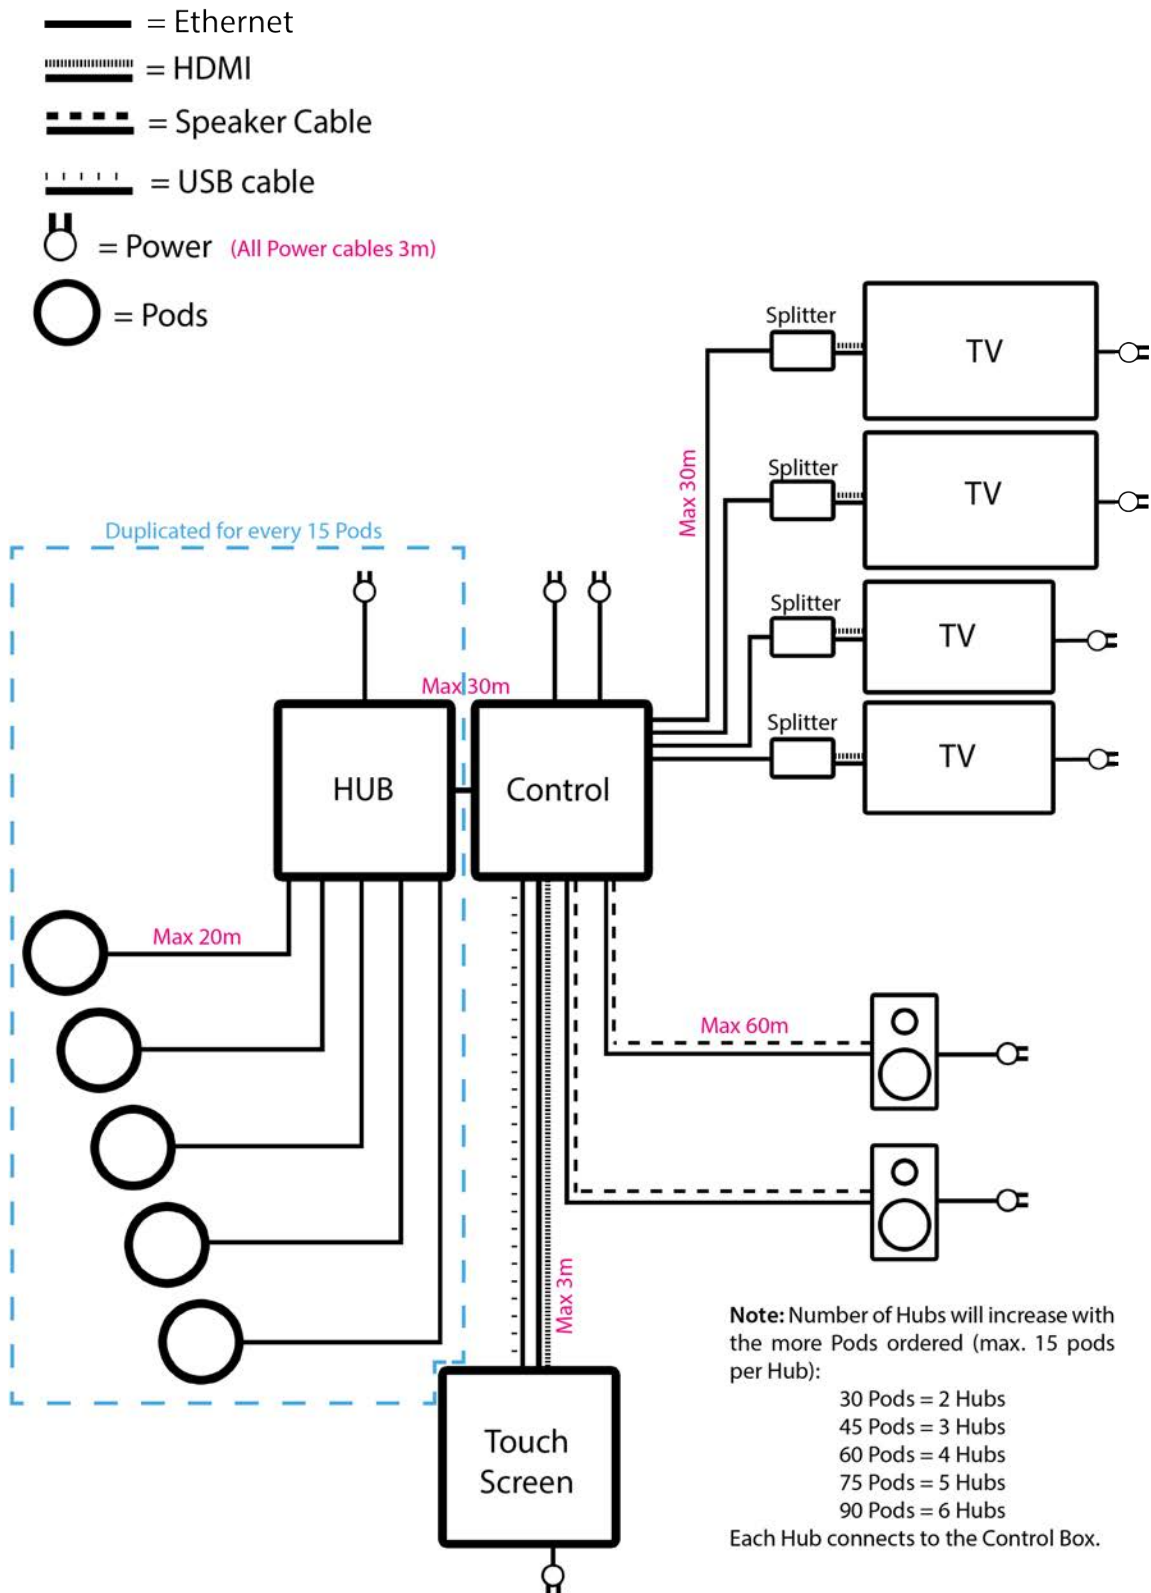 = Ethernet
= HDMI
= Speaker Cable
= USB cable
= Power (All Power cables 3m)
= Pods
Splitter
TV
Max 30m
Splitter
TV
Duplicated for every 15 Pods
Splitter
TV
Max 30m
Splitter
TV
HUB
Control
Max 20m
Max 60m
Max 3m
Touch
Screen
Note: Number of Hubs will increase with
the more Pods ordered (max. 15 pods
per Hub):
30 Pods = 2 Hubs
45 Pods = 3 Hubs
60 Pods = 4 Hubs
75 Pods = 5 Hubs
90 Pods = 6 Hubs
Each Hub connects to the Control Box.